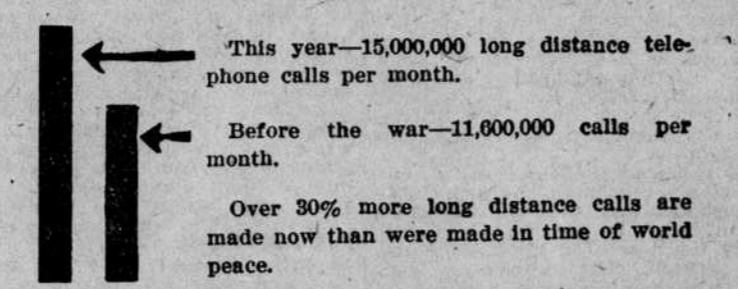 This year—15,000,000 long distance tele-
phone calls per month.
Before the war—11,600,000 calls per
month.
Over 30% more long distance calls are
made now than were made in time of world
peace.